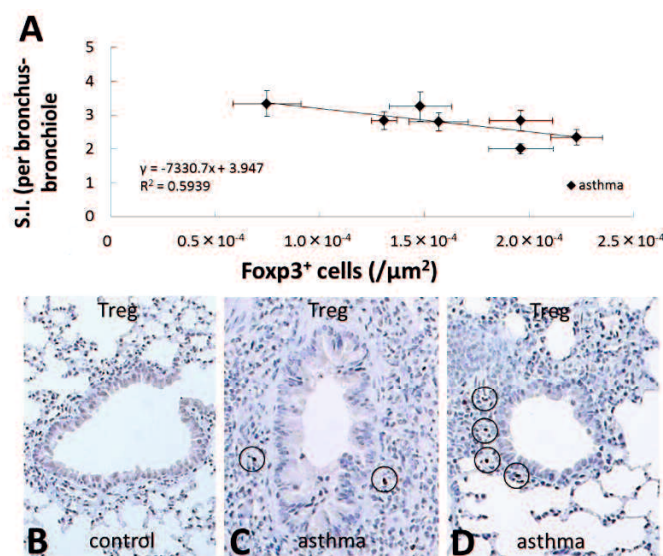 A
S.I. (per bronchus-
bronchiole
5
4
3
2
1
0
y = -7330.7x + 3.947
R² = 0.5939
asthma
0
0.5 × 10⁻⁴
1.0 × 10⁻⁴
1.5 × 10⁻⁴
2.0 × 10⁻⁴
2.5 × 10⁻⁴
Foxp3⁺ cells (/μm²)
Treg
B
control
Treg
C
asthma
Treg
D
asthma